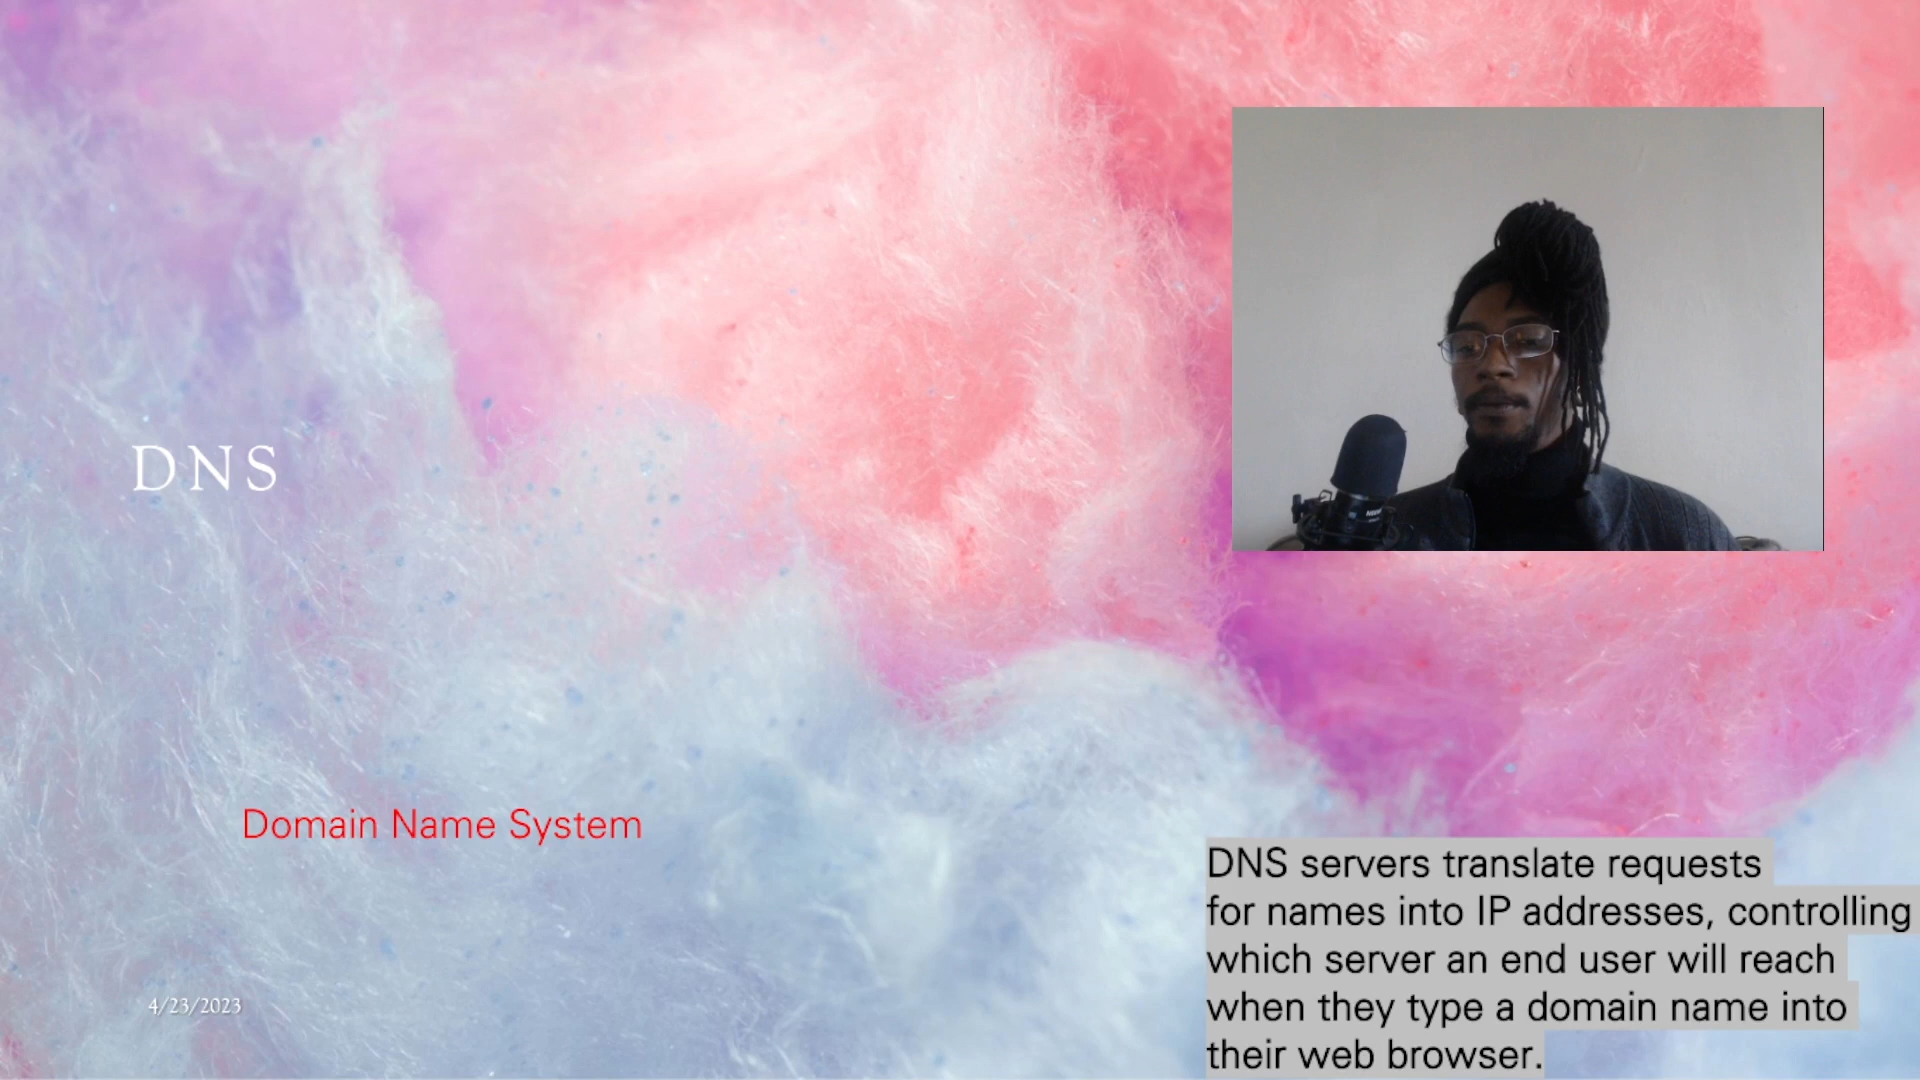 DNS
Domain Name System
4/23/2023
DNS servers translate requests
for names into IP addresses, controlling
which server an end user will reach
when they type a domain name into
their web browser.